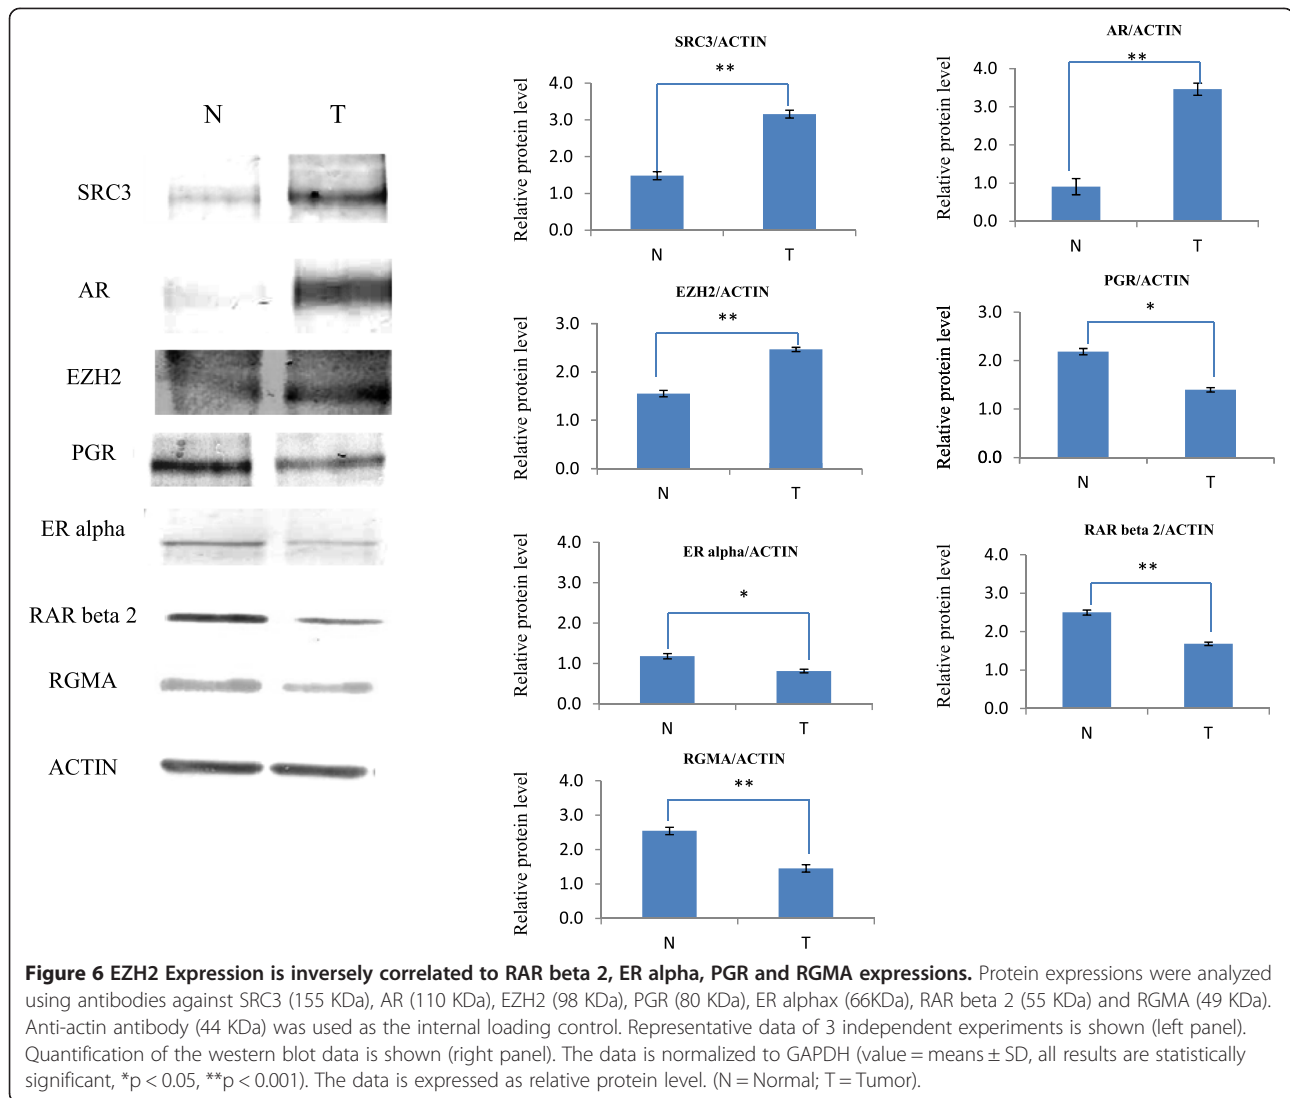 N T
SRC3
AR
EZH2
PGR
ER alpha
RAR beta 2
RGMA
ACTIN
SRC3/ACTIN
**
Relative protein level
4.0
3.0
2.0
1.0
0.0
N T
AR/ACTIN
**
Relative protein level
4.0
3.0
2.0
1.0
0.0
N T
EZH2/ACTIN
**
Relative protein level
3.0
2.0
1.0
0.0
N T
PGR/ACTIN
*
Relative protein level
3.0
2.0
1.0
0.0
N T
ER alpha/ACTIN
*
Relative protein level
4.0
3.0
2.0
1.0
0.0
N T
RAR beta 2/ACTIN
**
Relative protein level
4.0
3.0
2.0
1.0
0.0
N T
RGMA/ACTIN
**
Relative protein level
4.0
3.0
2.0
1.0
0.0
N T
Figure 6 EZH2 Expression is inversely correlated to RAR beta 2, ER alpha, PGR and RGMA expressions. Protein expressions were analyzed
using antibodies against SRC3 (155 KDa), AR (110 KDa), EZH2 (98 KDa), PGR (80 KDa), ER alphax (66KDa), RAR beta 2 (55 KDa) and RGMA (49 KDa).
Anti-actin antibody (44 KDa) was used as the internal loading control. Representative data of 3 independent experiments is shown (left panel).
Quantification of the western blot data is shown (right panel). The data is normalized to GAPDH (value = means ± SD, all results are statistically
significant, *p < 0.05, **p < 0.001). The data is expressed as relative protein level. (N = Normal; T = Tumor).